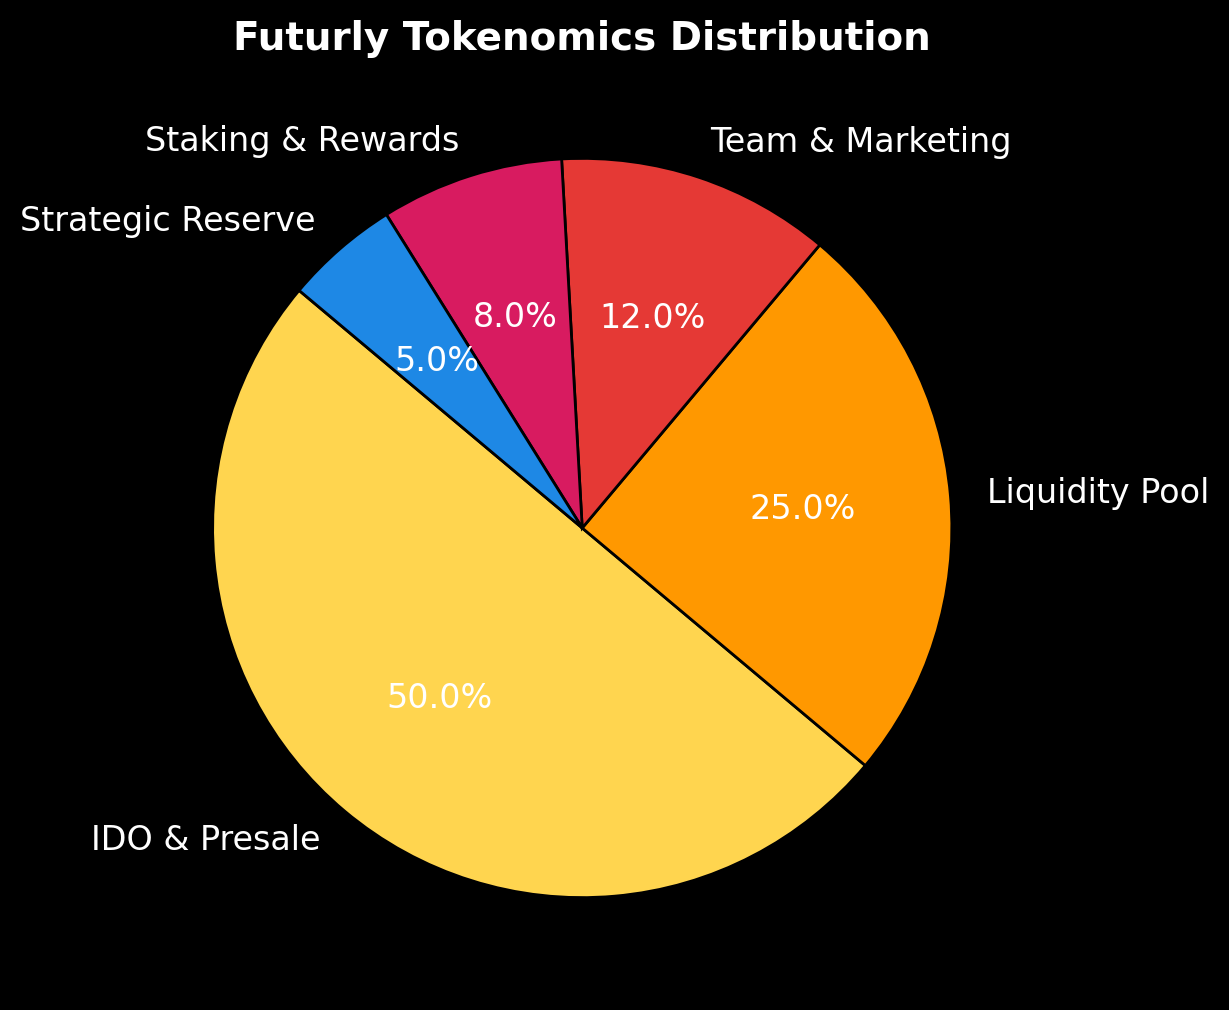 Futurly Tokenomics Distribution
Staking & Rewards
Team & Marketing
Strategic Reserve
8.0%
12.0%
5.0%
Liquidity Pool
25.0%
50.0%
IDO & Presale